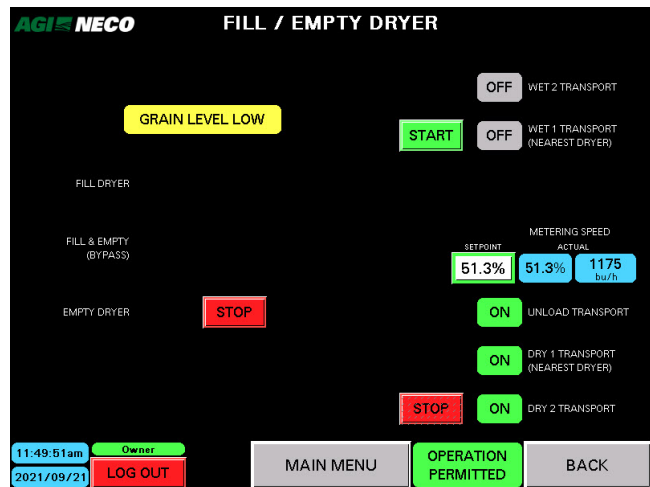 AGI NECO
FILL / EMPTY DRYER
OFF WET 2 TRANSPORT
GRAIN LEVEL LOW
START OFF WET 1 TRANSPORT
(NEAREST DRYER)
FILL DRYER
FILL & EMPTY
(BYPASS)
METERING SPEED
SETPOINT ACTUAL
51.3% 51.3% 1175
bu/h
EMPTY DRYER STOP ON UNLOAD TRANSPORT
ON DRY 1 TRANSPORT
(NEAREST DRYER)
STOP ON DRY 2 TRANSPORT
11:49:51am Owner
2021/09/21 LOG OUT
MAIN MENU
OPERATION
PERMITTED
BACK